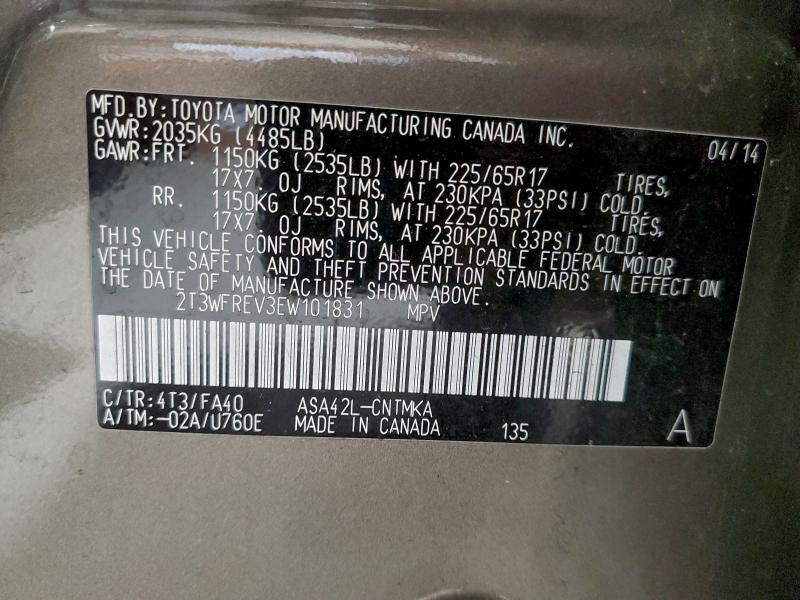 MFD.BY:TOYOTA MOTOR MANUFACTURING CANADA INC.
GVWR:2035KG (4485LB) 04/14
GAWR:FRT. 1150KG (2535LB) WITH 225/65R17 TIRES,
17X7.0J RIMS, AT 230KPA (33PSI) COLD.
RR. 1150KG (2535LB) WITH 225/65R17 TIRES,
17X7.0J RIMS, AT 230KPA (33PSI) COLD.
THIS VEHICLE CONFORMS TO ALL APPLICABLE FEDERAL MOTOR
VEHICLE SAFETY AND THEFT PREVENTION STANDARDS IN EFFECT ON
THE DATE OF MANUFACTURE SHOWN ABOVE.
2T3WFREV3EW101831 MPV
C/TR:4T3/FA40 ASA42L-CNTMKA
A/TM:-02A/U760E MADE IN CANADA 135 A